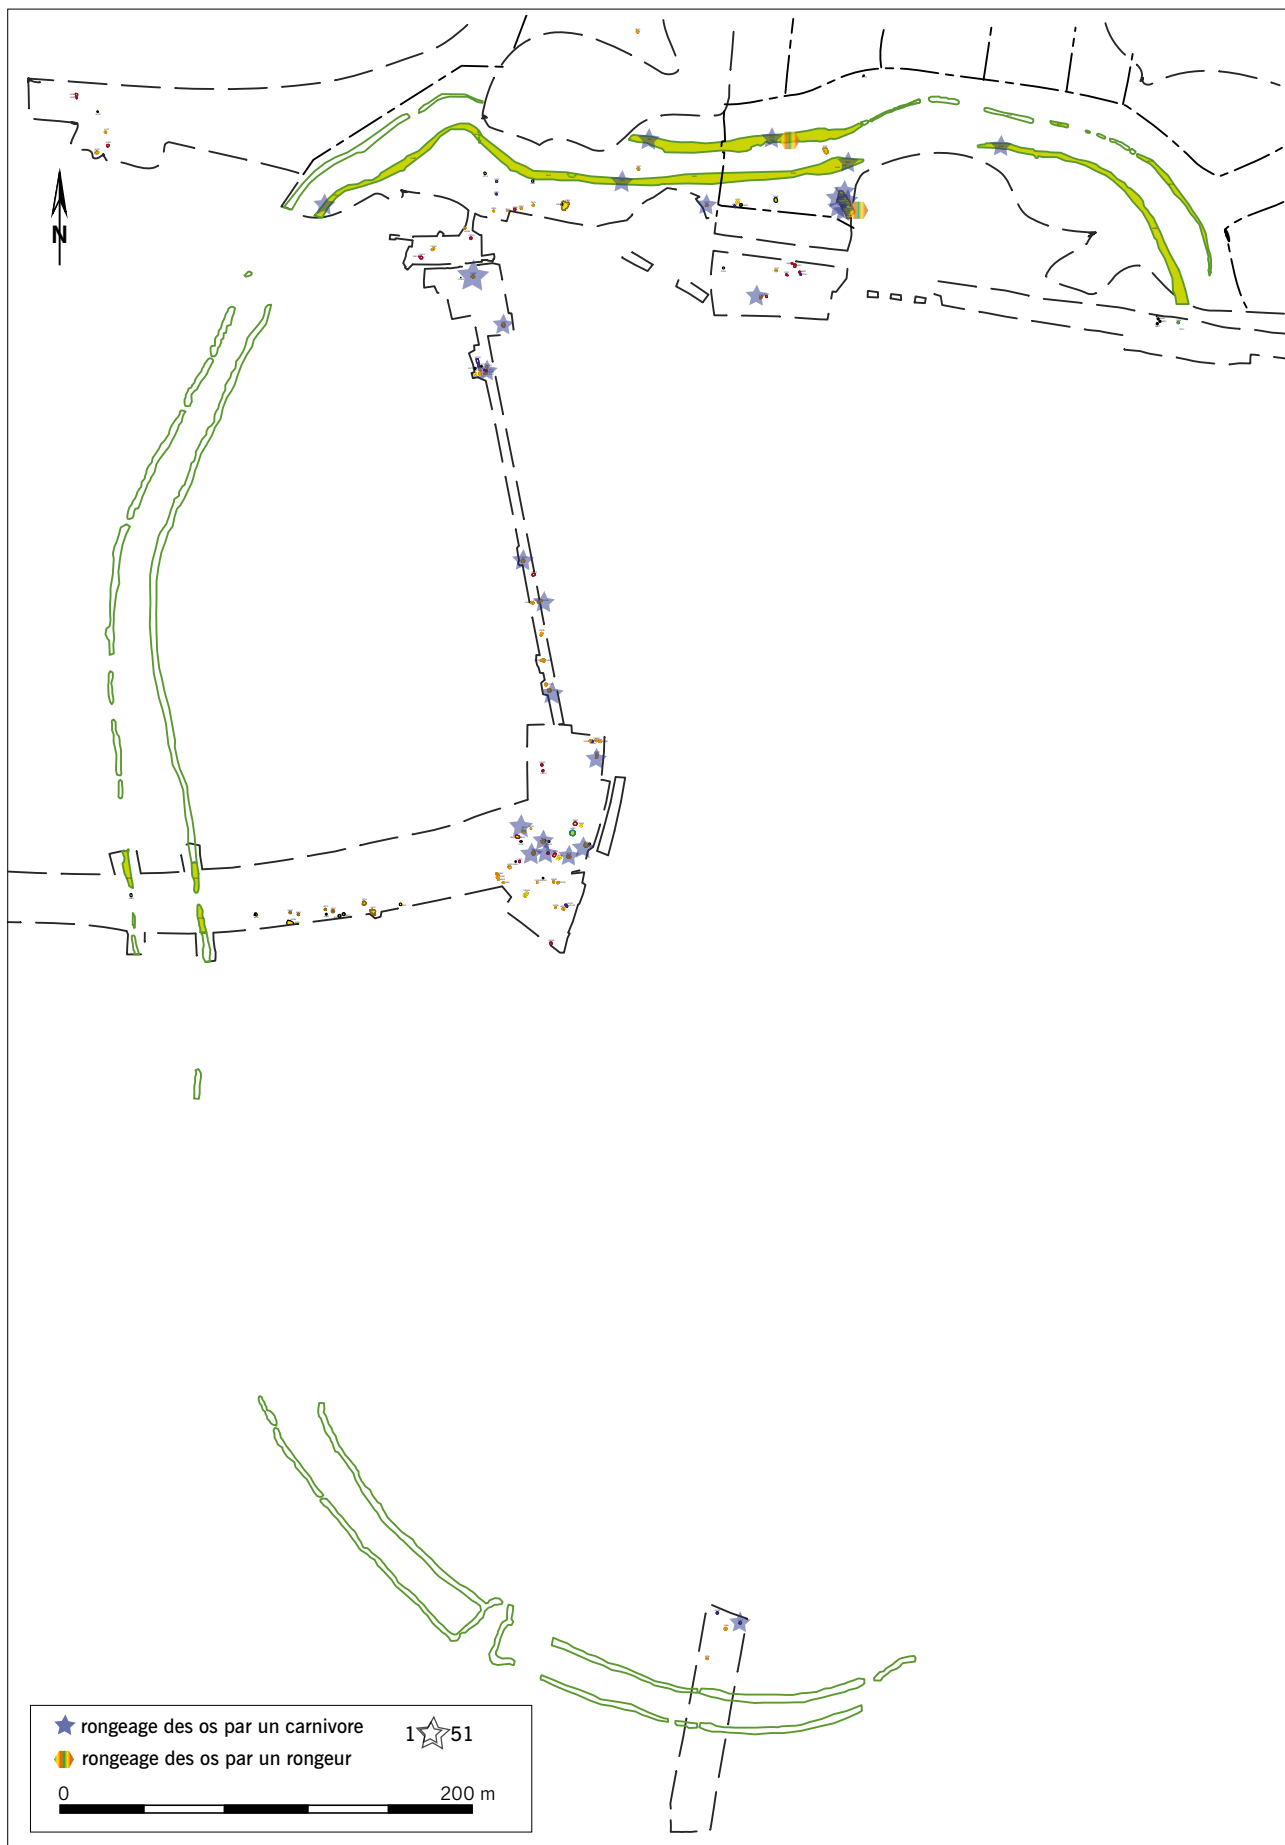 N
rongeage des os par un carnivore
1 51
rongeage des os par un rongeur
0 200 m